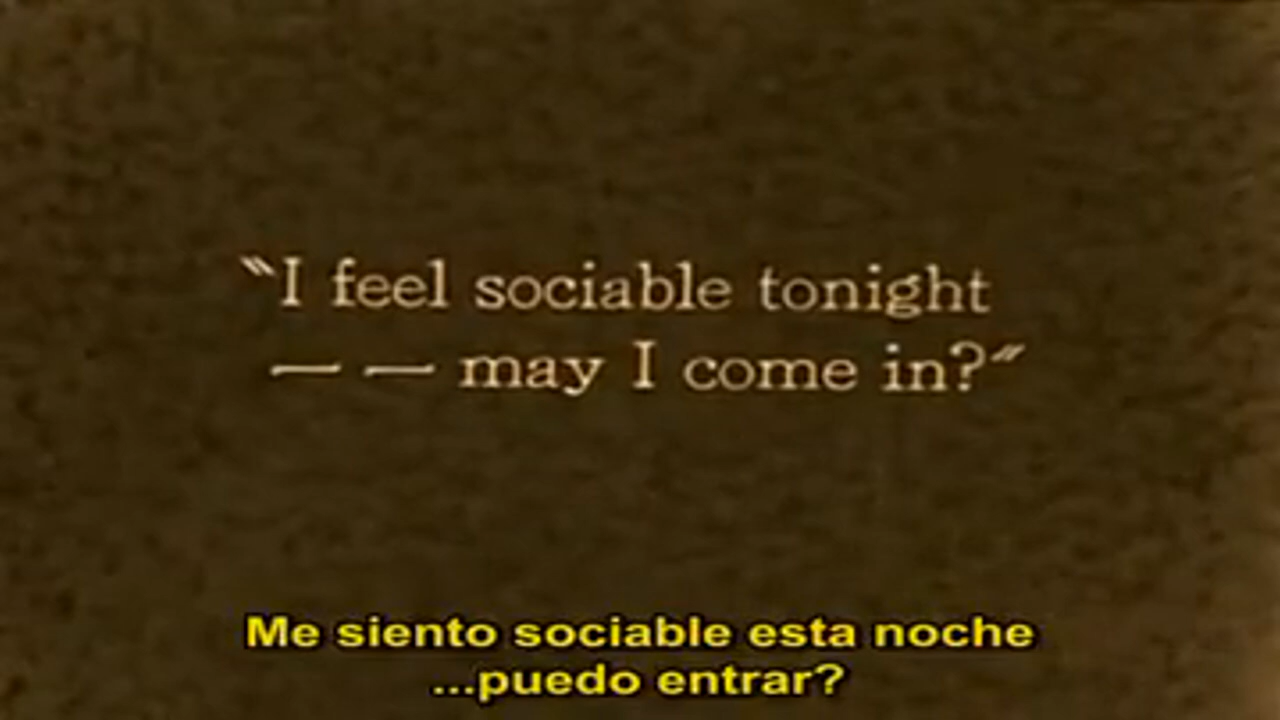 "I feel sociable tonight
— — may I come in?"
Me siento sociable esta noche
...puedo entrar?